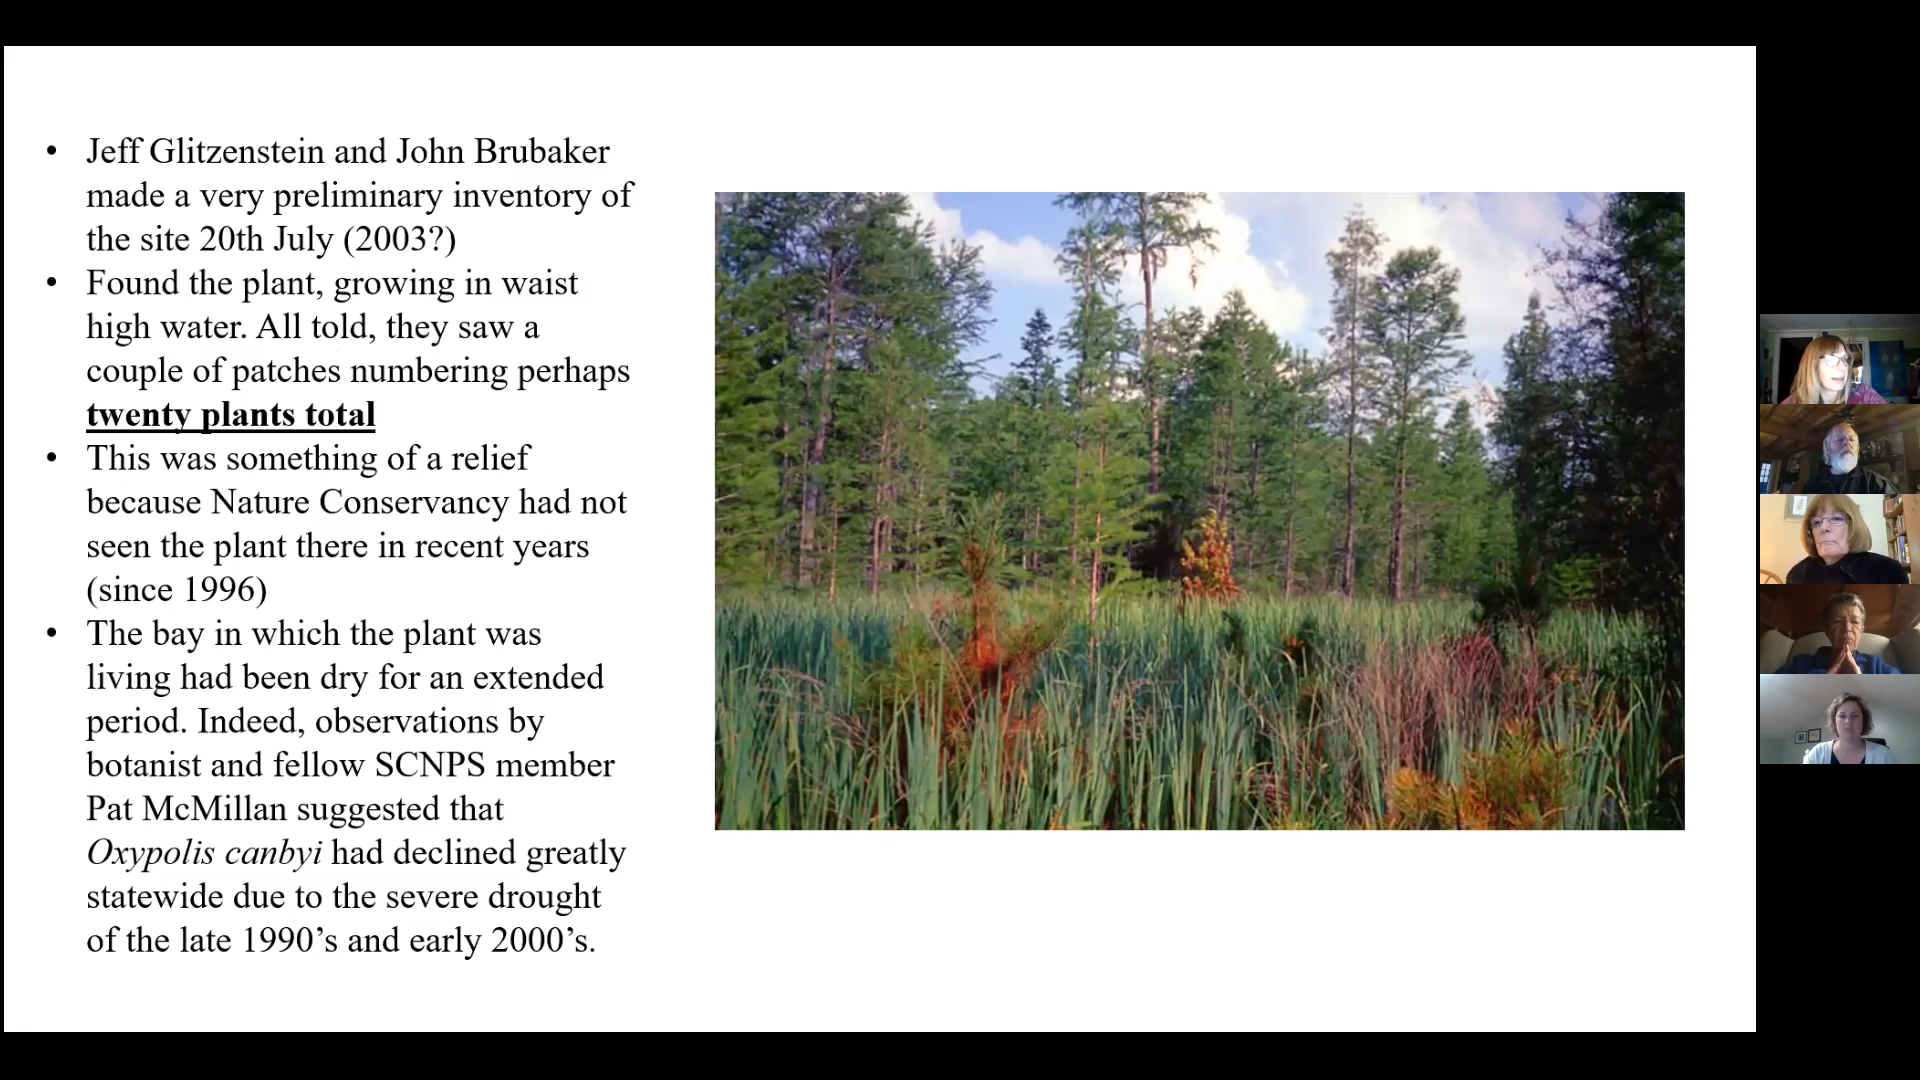 • Jeff Glitzenstein and John Brubaker
made a very preliminary inventory of
the site 20th July (2003?)
• Found the plant, growing in waist
high water. All told, they saw a
couple of patches numbering perhaps
twenty plants total
• This was something of a relief
because Nature Conservancy had not
seen the plant there in recent years
(since 1996)
• The bay in which the plant was
living had been dry for an extended
period. Indeed, observations by
botanist and fellow SCNPS member
Pat McMillan suggested that
Oxypolis canbyi had declined greatly
statewide due to the severe drought
of the late 1990’s and early 2000’s.